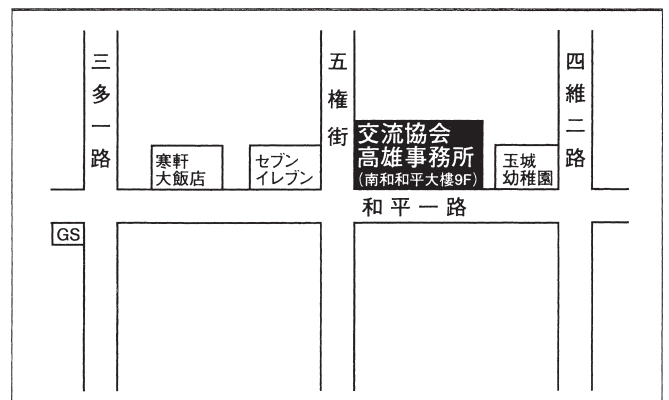 三多一路
五権街
四維二路
寒軒
大飯店
セブン
イレブン
交流協会
高雄事務所
(南和和平大樓9F)
玉城
幼稚園
和平一路
GS